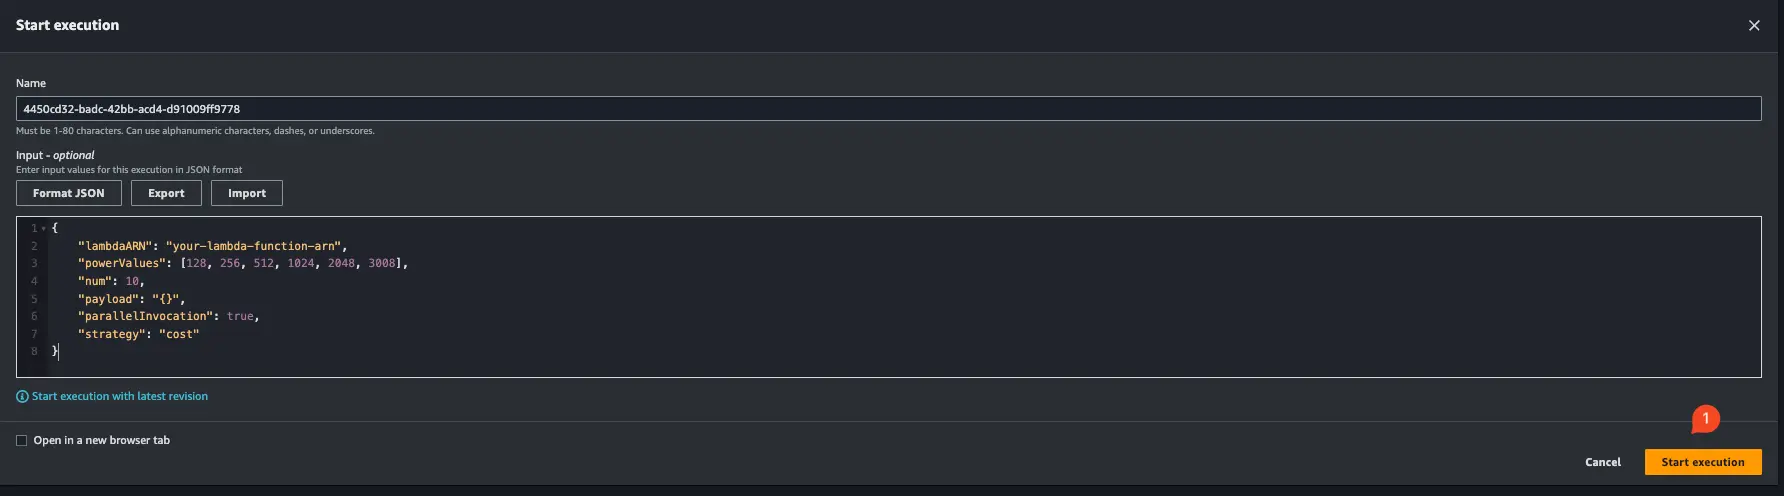 Start execution
Name
4450cd32-badc-42bb-acd4-d91009ff9778
Must be 1-80 characters. Can use alphanumeric characters, dashes, or underscores.
Input - optional
Enter input values for this execution in JSON format
Format JSON Export Import
1 {
2 "lambdaARN": "your-lambda-function-arn",
3 "powerValues": [128, 256, 512, 1024, 2048, 3008],
4 "num": 10,
5 "payload": "{}",
6 "parallelInvocation": true,
7 "strategy": "cost"
8 }
Start execution with latest revision
Open in a new browser tab
1
Cancel Start execution